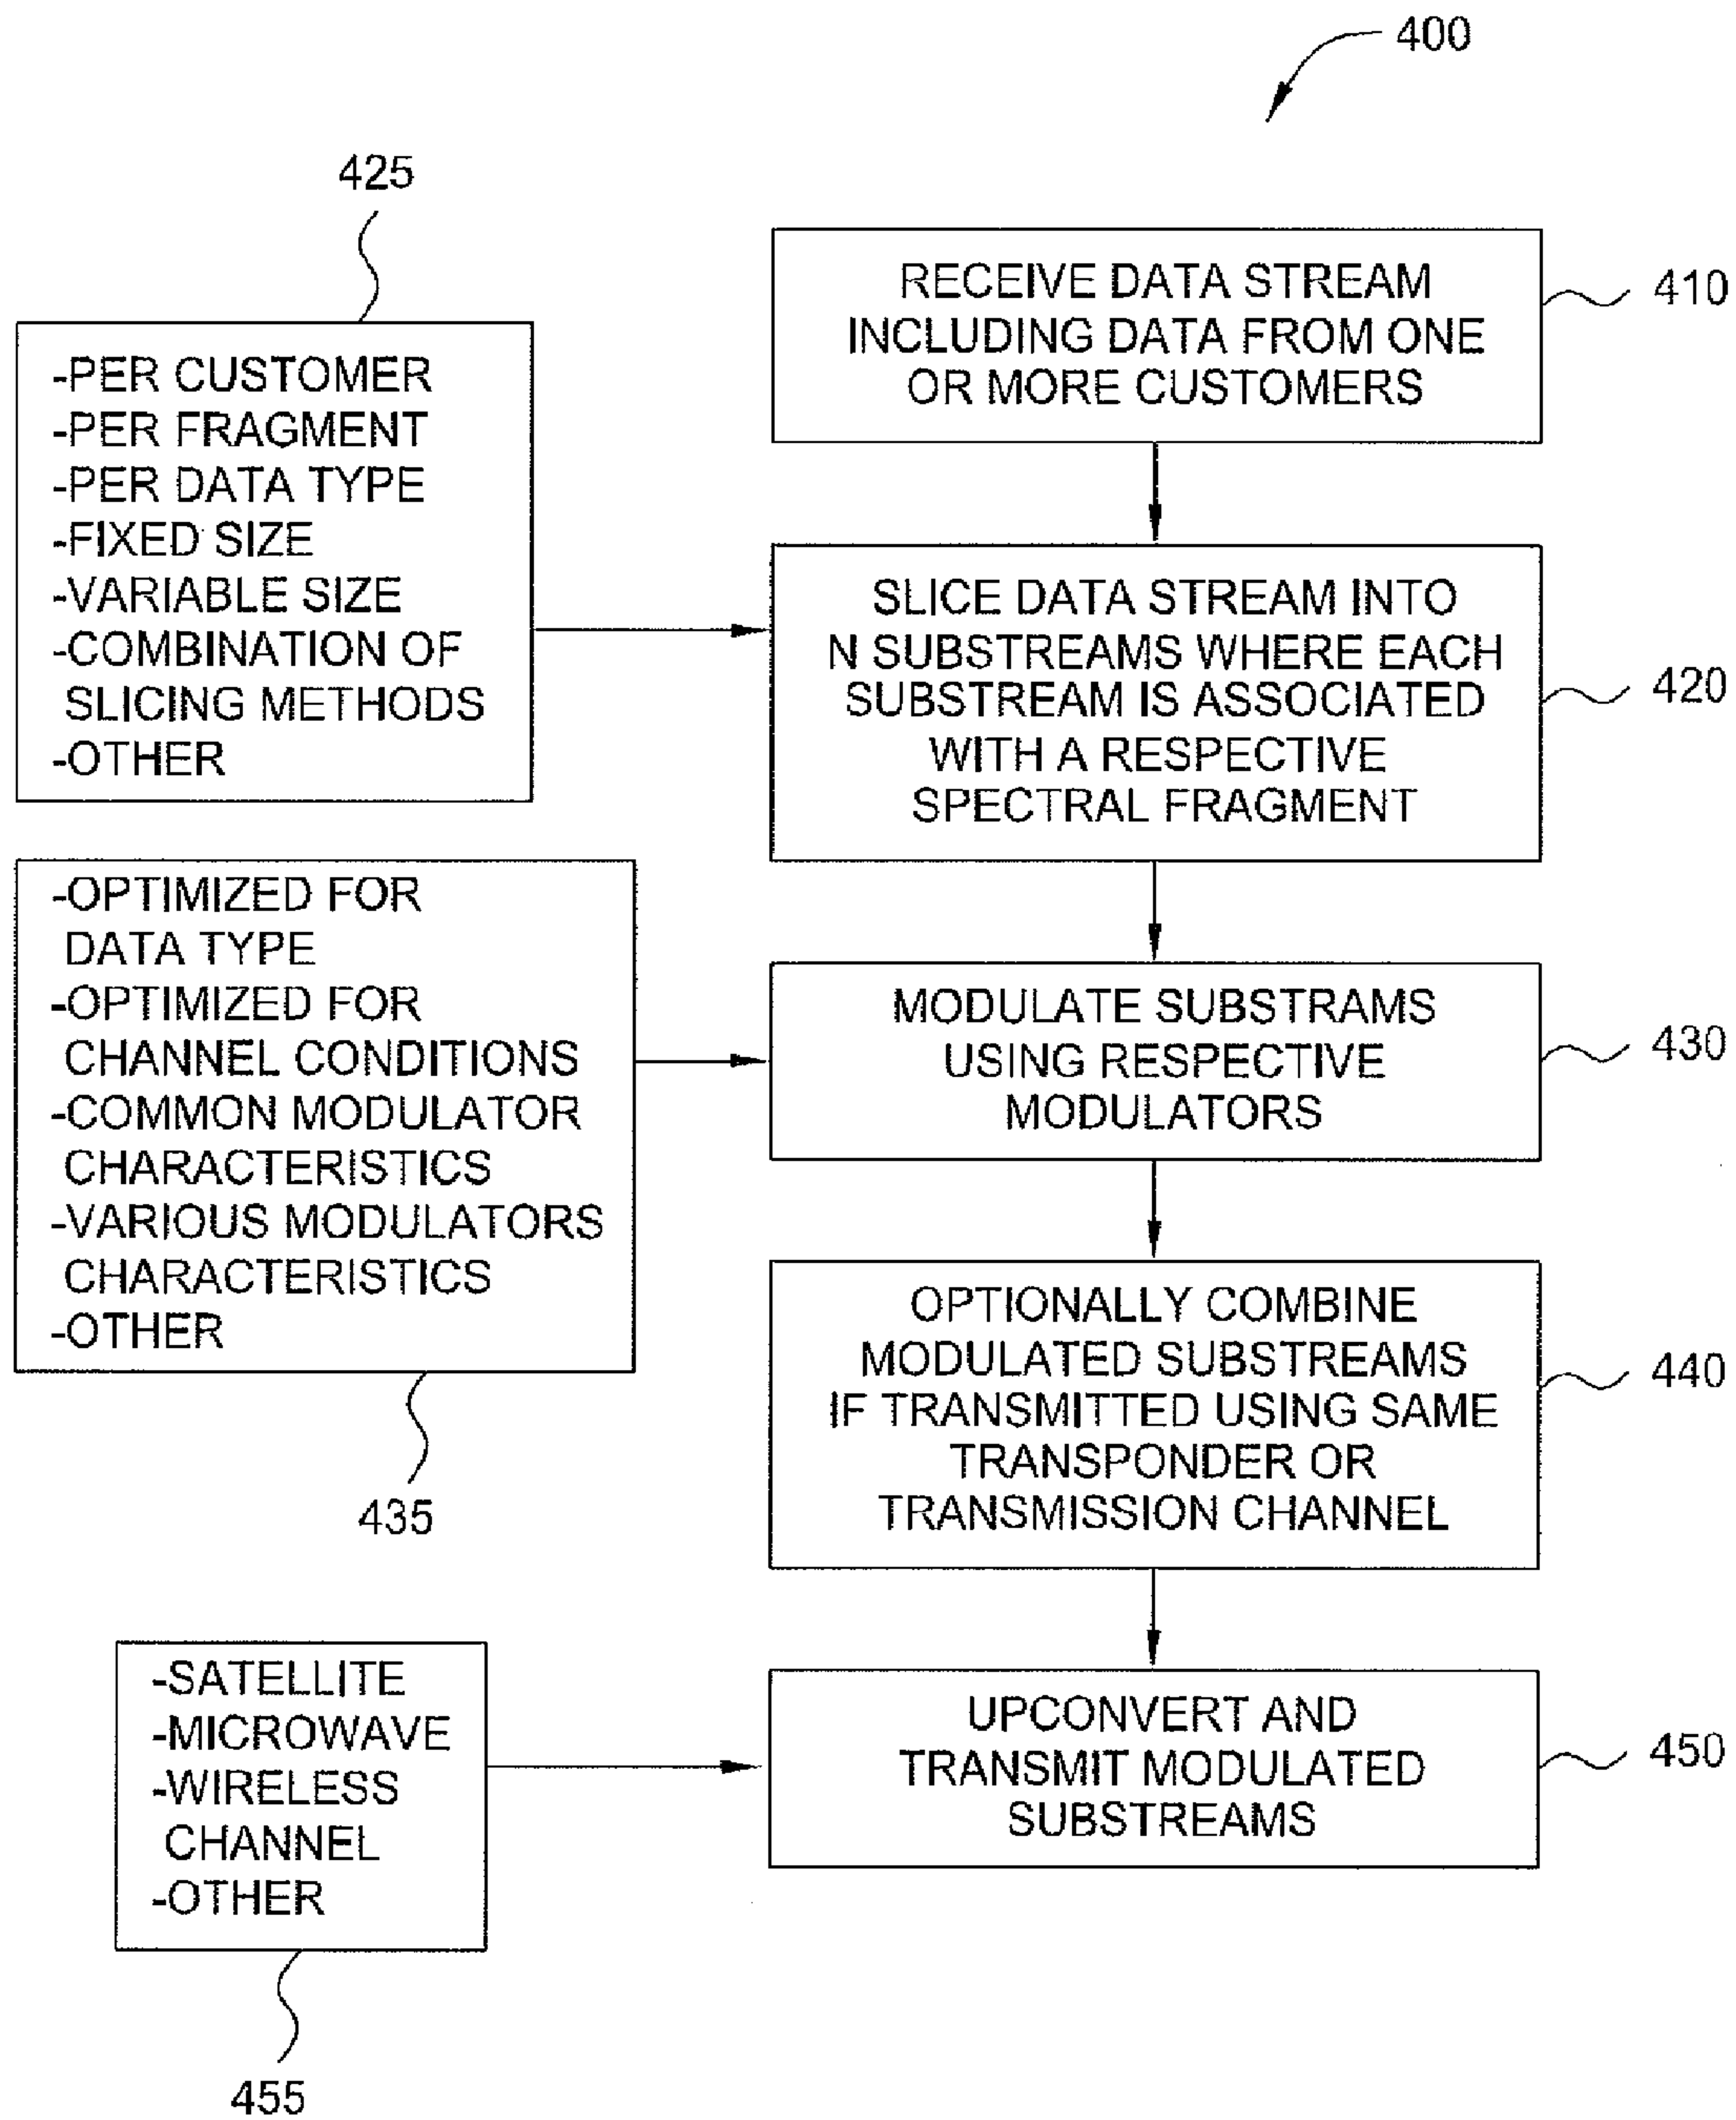 400
425
-PER CUSTOMER
-PER FRAGMENT
-PER DATA TYPE
-FIXED SIZE
-VARIABLE SIZE
-COMBINATION OF
SLICING METHODS
-OTHER
RECEIVE DATA STREAM
INCLUDING DATA FROM ONE
OR MORE CUSTOMERS
410
SLICE DATA STREAM INTO
N SUBSTREAMS WHERE EACH
SUBSTREAM IS ASSOCIATED
WITH A RESPECTIVE
SPECTRAL FRAGMENT
420
-OPTIMIZED FOR
DATA TYPE
-OPTIMIZED FOR
CHANNEL CONDITIONS
-COMMON MODULATOR
CHARACTERISTICS
-VARIOUS MODULATORS
CHARACTERISTICS
-OTHER
435
MODULATE SUBSTRAMS
USING RESPECTIVE
MODULATORS
430
OPTIONALLY COMBINE
MODULATED SUBSTREAMS
IF TRANSMITTED USING SAME
TRANSPONDER OR
TRANSMISSION CHANNEL
440
-SATELLITE
-MICROWAVE
-WIRELESS
CHANNEL
-OTHER
455
UPCONVERT AND
TRANSMIT MODULATED
SUBSTREAMS
450